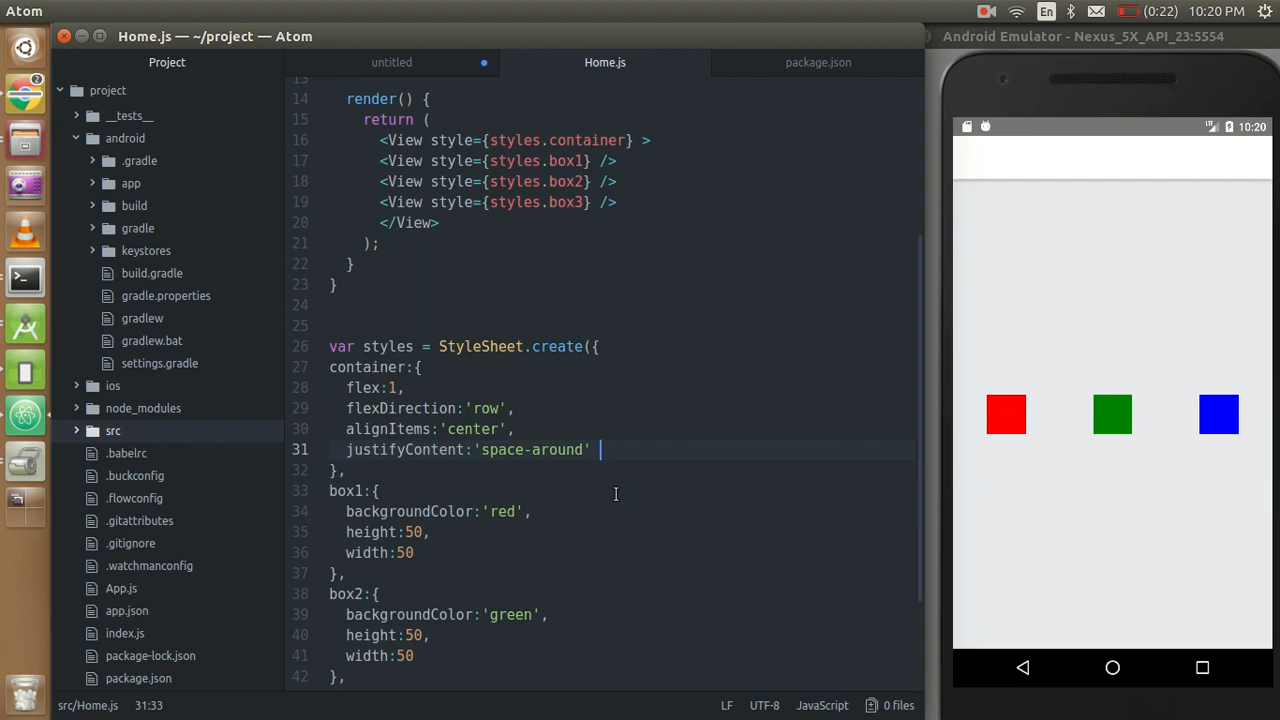 Atom
En
(0:22)
10:20 PM
Home.js — ~/project — Atom
Android Emulator - Nexus_5X_API_23:5554
Project
untitled
Home.js
package.json
project
__tests__
android
.gradle
app
build
gradle
keystores
build.gradle
gradle.properties
gradlew
gradlew.bat
settings.gradle
ios
node_modules
src
.babelrc
.buckconfig
.flowconfig
.gitattributes
.gitignore
.watchmanconfig
App.js
app.json
index.js
package-lock.json
package.json
13
14 render() {
15 return (
16 <View style={styles.container} >
17 <View style={styles.box1} />
18 <View style={styles.box2} />
19 <View style={styles.box3} />
20 </View>
21 );
22 }
23 }
24
25
26 var styles = StyleSheet.create({
27 container:{
28 flex:1,
29 flexDirection:'row',
30 alignItems:'center',
31 justifyContent:'space-around'
32 },
33 box1:{
34 backgroundColor:'red',
35 height:50,
36 width:50
37 },
38 box2:{
39 backgroundColor:'green',
40 height:50,
41 width:50
42 },
LTE
10:20
2
src/Home.js 31:33
LF UTF-8 JavaScript 0 files